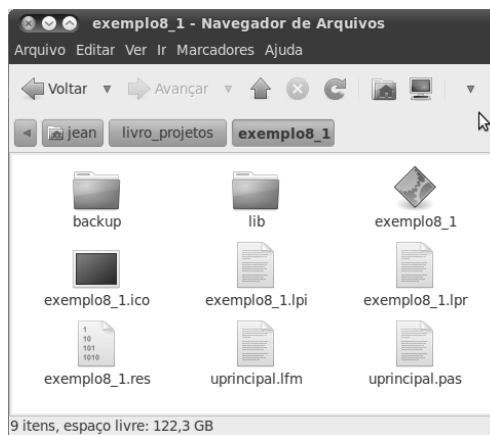 exemplo8_1 - Navegador de Arquivos
Arquivo Editar Ver Ir Marcadores Ajuda
Voltar Avançar
jean livro_projetos exemplo8_1
backup lib exemplo8_1
exemplo8_1.ico exemplo8_1.lpi exemplo8_1.lpr
1
10
101
1010
exemplo8_1.res uprincipal.lfm uprincipal.pas
9 itens, espaço livre: 122,3 GB